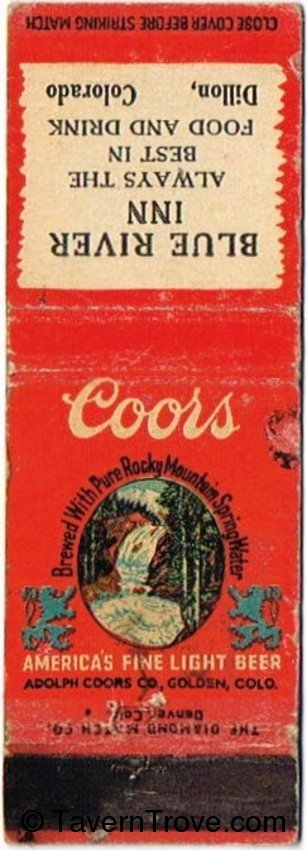 CLOSE COVER BEFORE STRIKING MATCH
BLUE RIVER
INN
ALWAYS THE
BEST IN
FOOD AND DRINK
Dillon, Colorado
Coors
Brewed With Pure Rocky Mountain Spring Water
AMERICA'S FINE LIGHT BEER
ADOLPH COORS CO., GOLDEN, COLO.
THE DIAMOND MATCH CO.
Denver, Colo.
© TavernTrove.com